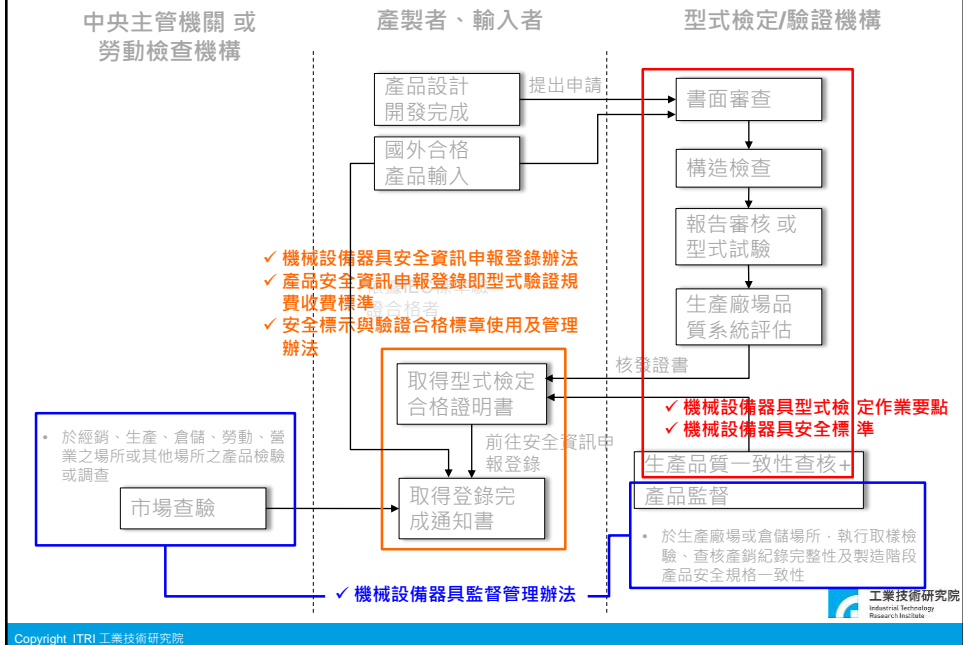 中央主管機關 或
勞動檢查機構
產製者、輸入者
型式檢定/驗證機構
產品設計
開發完成
提出申請
書面審查
國外合格
產品輸入
構造檢查
報告審核 或
型式試驗
✓ 機械設備器具安全資訊申報登錄辦法
✓ 產品安全資訊申報登錄即型式驗證規
費收費標準
證合格者
✓ 安全標示與驗證合格標章使用及管理
辦法
生產廠場品
質系統評估
核發證書
取得型式檢定
合格證明書
✓ 機械設備器具型式檢 定作業要點
✓ 機械設備器具安全標 準
• 於經銷、生產、倉儲、勞動、營
業之場所或其他場所之產品檢驗
或調查
前往安全資訊申
報登錄
生產品質一致性查核+
產品監督
市場查驗
取得登錄完
成通知書
• 於生產廠場或倉儲場所，執行取樣檢
驗、查核產銷紀錄完整性及製造階段
產品安全規格一致性
✓ 機械設備器具監督管理辦法
工業技術研究院
Industrial Technology
Research Institute
Copyright ITRI 工業技術研究院